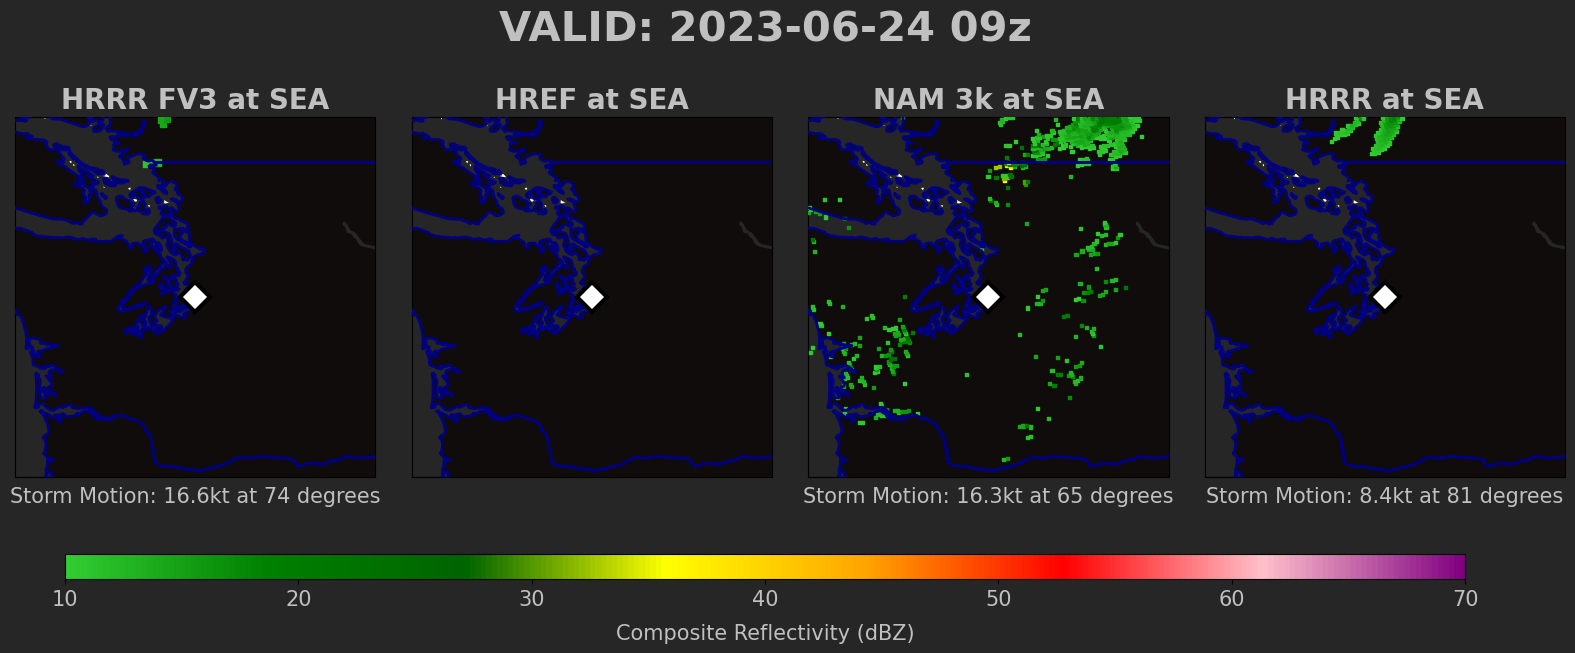 VALID: 2023-06-24 09z
HRRR FV3 at SEA
HREF at SEA
NAM 3k at SEA
HRRR at SEA
Storm Motion: 16.6kt at 74 degrees
Storm Motion: 16.3kt at 65 degrees
Storm Motion: 8.4kt at 81 degrees
10 20 30 40 50 60 70
Composite Reflectivity (dBZ)